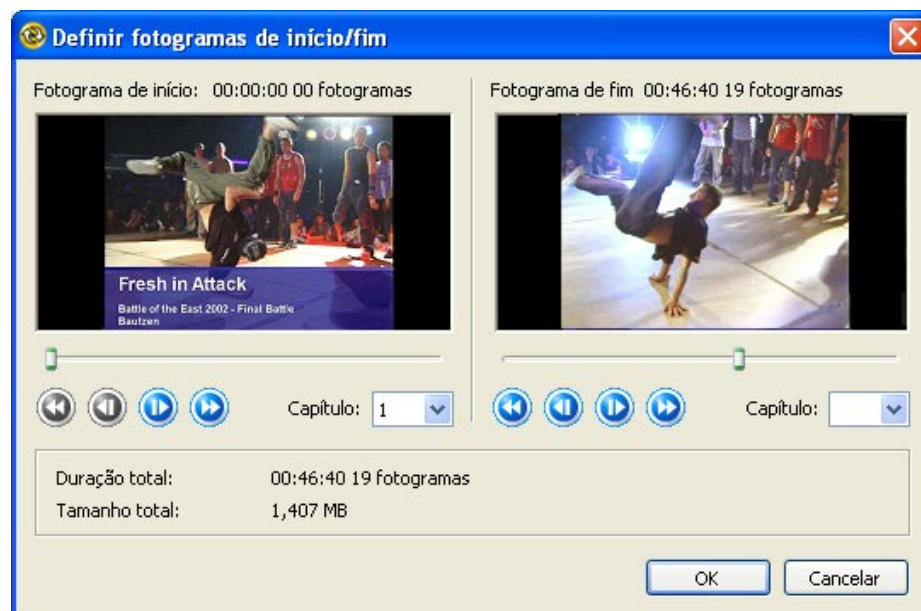 Definir fotogramas de início/fim
Fotograma de início: 00:00:00 00 fotogramas
Fresh in Attack
Battle of the East 2002 - Final Battle
Bautzen
Capítulo: 1
Fotograma de fim 00:46:40 19 fotogramas
Capítulo:
Duração total: 00:46:40 19 fotogramas
Tamanho total: 1,407 MB
OK Cancelar